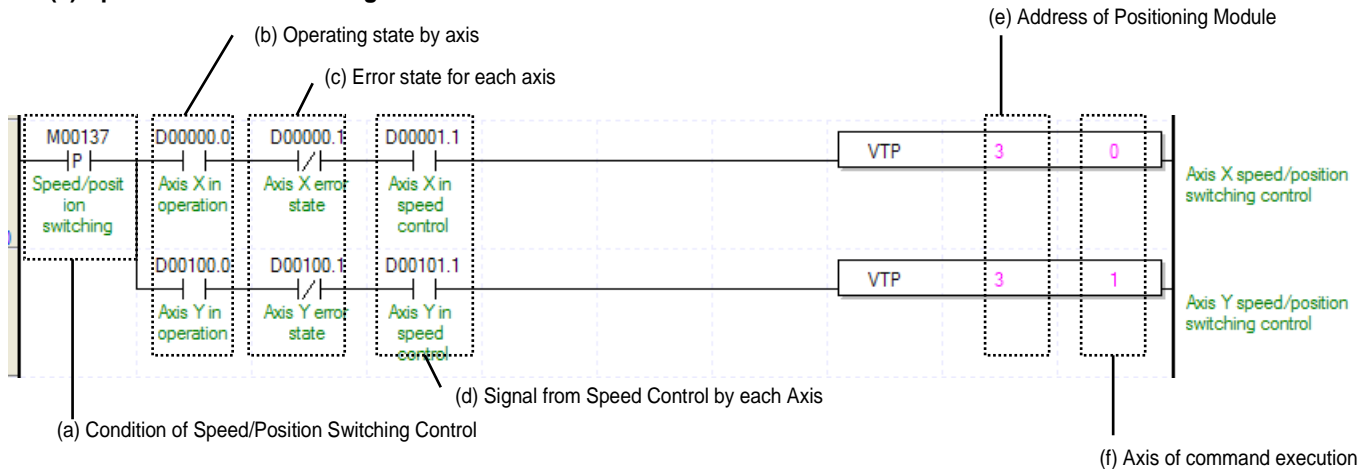 (e) Address of Positioning Module
(b) Operating state by axis
(c) Error state for each axis
M00137 D00000.0 D00000.1 D00001.1
P
VTP 3 0
Speed/posit
ion
switching
Axis X in
operation
Axis X error
state
Axis X in
speed
control
Axis X speed/position
switching control
D00100.0 D00100.1 D00101.1
VTP 3 1
Axis Y in
operation
Axis Y error
state
Axis Y in
speed
control
Axis Y speed/position
switching control
(d) Signal from Speed Control by each Axis
(a) Condition of Speed/Position Switching Control
(f) Axis of command execution